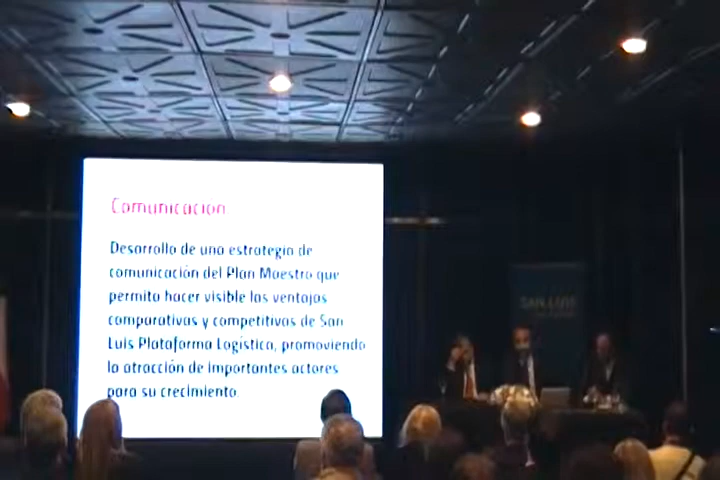 Comunicacion
Desarrollo de una estrategia de
comunicación del Plan Maestro que
permita hacer visible las ventajas
comparativas y competitivas de San
Luis Plataforma Logística, promoviendo
la atracción de importantes actores
para su crecimiento.
SAN LUIS